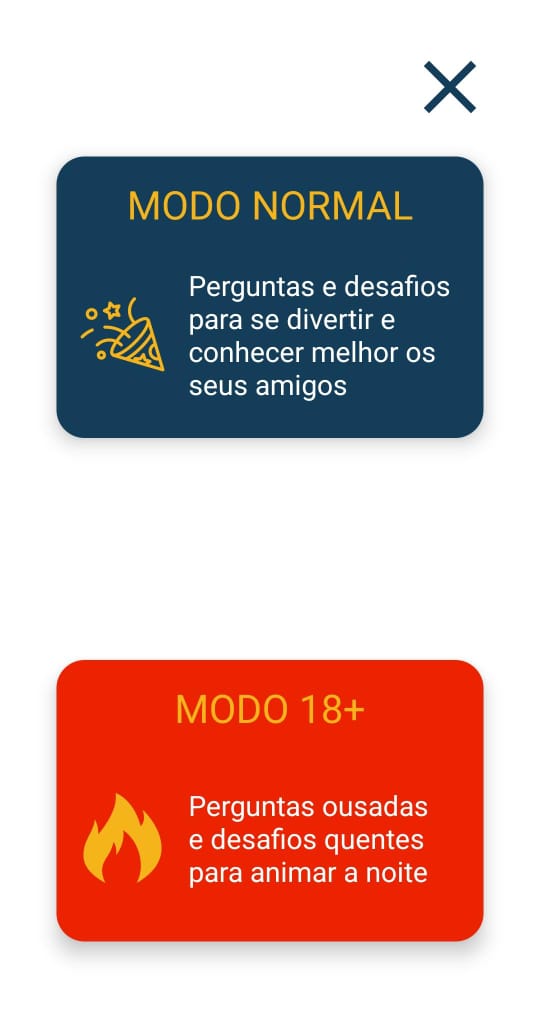 MODO NORMAL
Perguntas e desafios
para se divertir e
conhecer melhor os
seus amigos
MODO 18+
Perguntas ousadas
e desafios quentes
para animar a noite